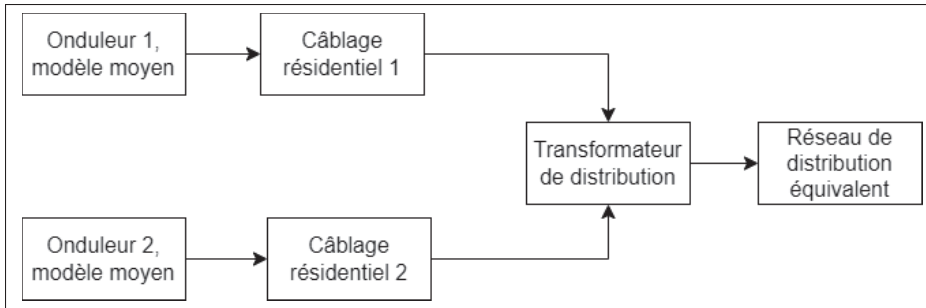 Onduleur 1,
modèle moyen
Câblage
résidentiel 1
Transformateur
de distribution
Réseau de
distribution
équivalent
Onduleur 2,
modèle moyen
Câblage
résidentiel 2